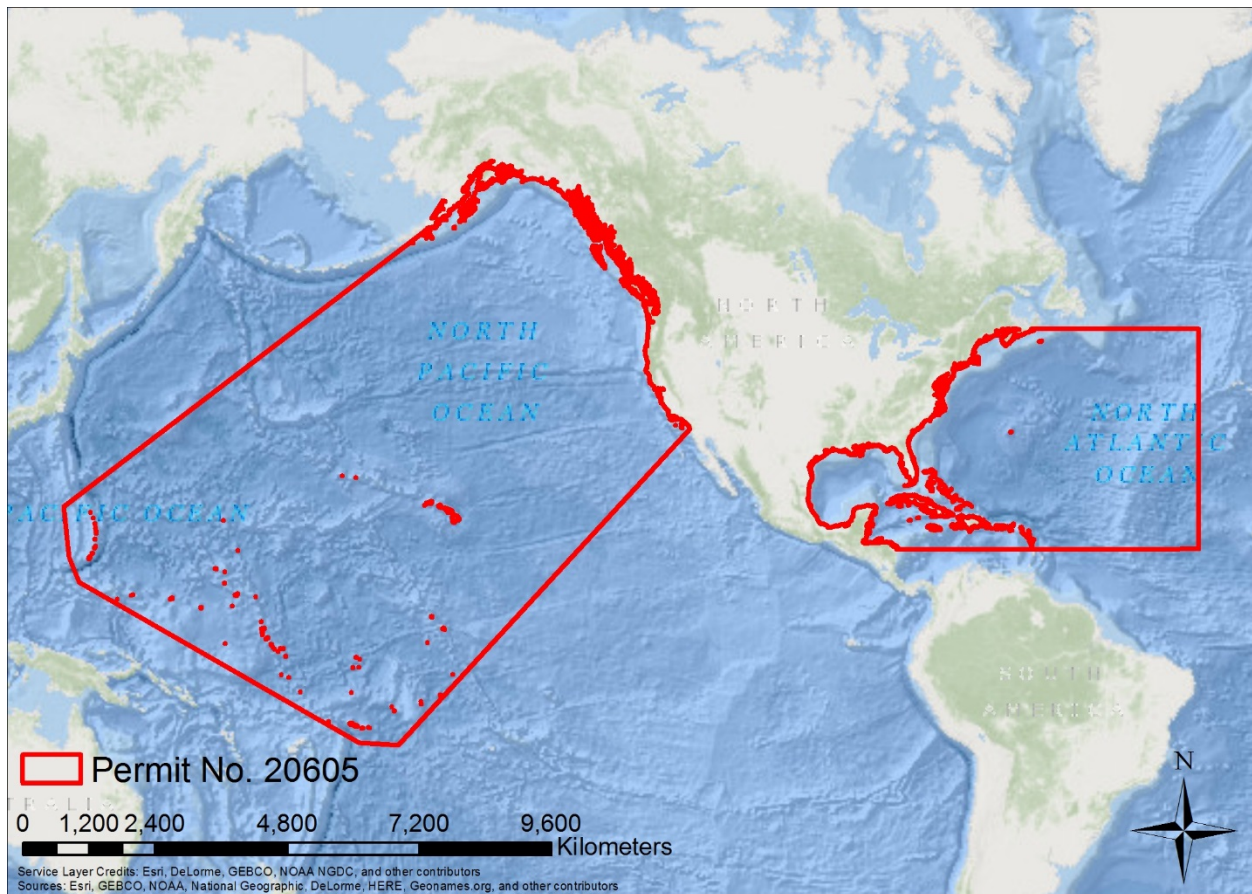 NORTH
AMERICA
NORTH
PACIFIC
OCEAN
NORTH
ATLANTIC
OCEAN
PACIFIC OCEAN
SOUTH
AMERICA
Permit No. 20605
N
TRALIA
0 1,200 2,400 4,800 7,200 9,600
Kilometers
Service Layer Credits: Esri, DeLorme, GEBCO, NOAA NGDC, and other contributors
Sources: Esri, GEBCO, NOAA, National Geographic, DeLorme, HERE, Geonames.org, and other contributors